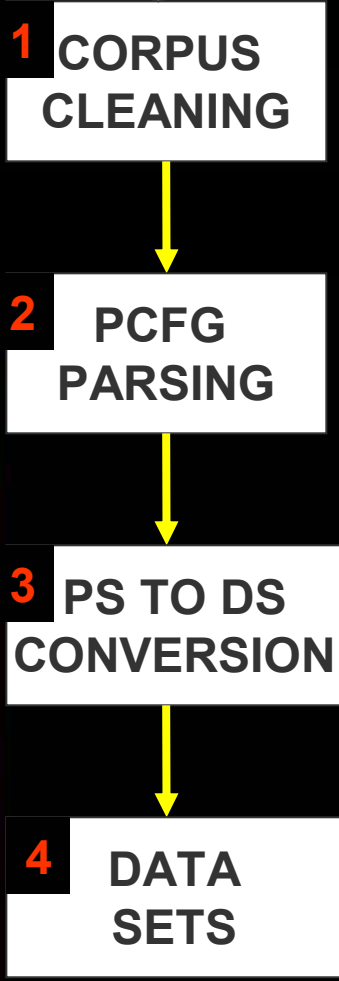 1 CORPUS
CLEANING
2 PCFG
PARSING
3 PS TO DS
CONVERSION
4 DATA
SETS